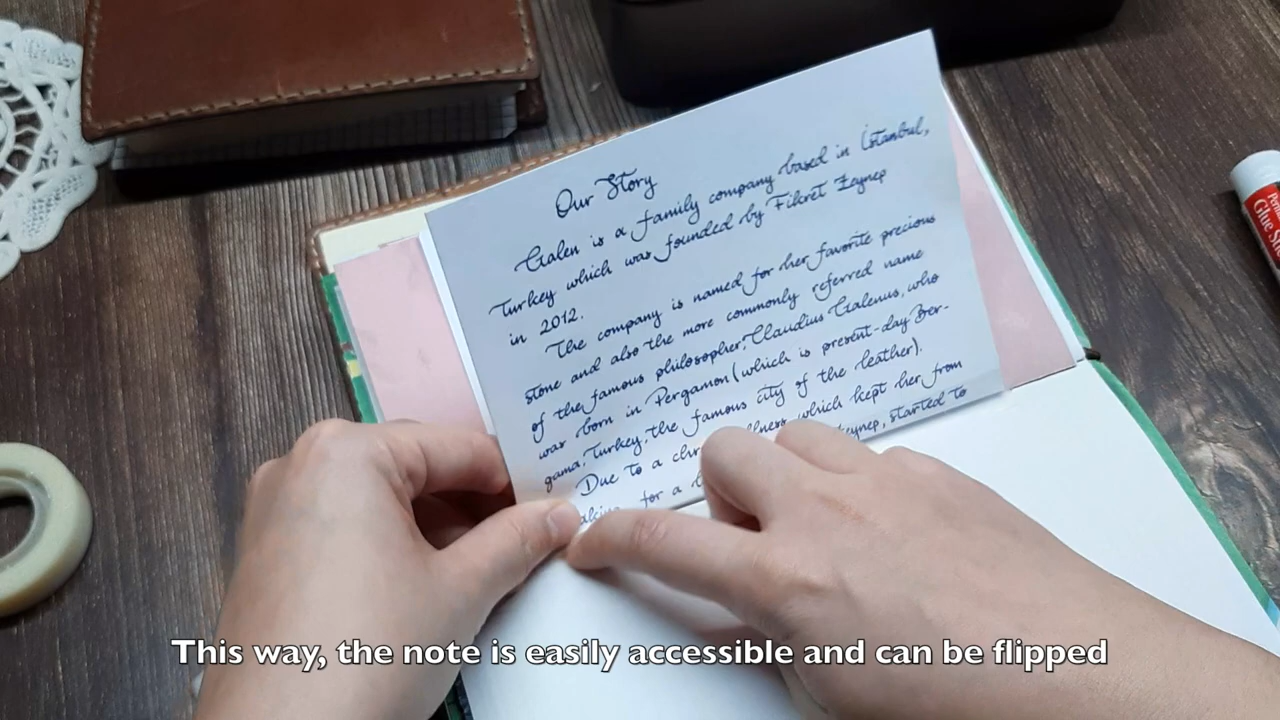 Our Story
Galen is a family company based in İstanbul,
Turkey which was founded by Fikret Zeynep
in 2012.
The company is named for her favorite precious
stone and also the more commonly referred name
of the famous philosopher, Claudius Galenus, who
was born in Pergamon (which is present-day Ber-
gama, Turkey, the famous city of the leather).
Due to a which kept her from
for a Zeynep, started to
Glue
This way, the note is easily accessible and can be flipped